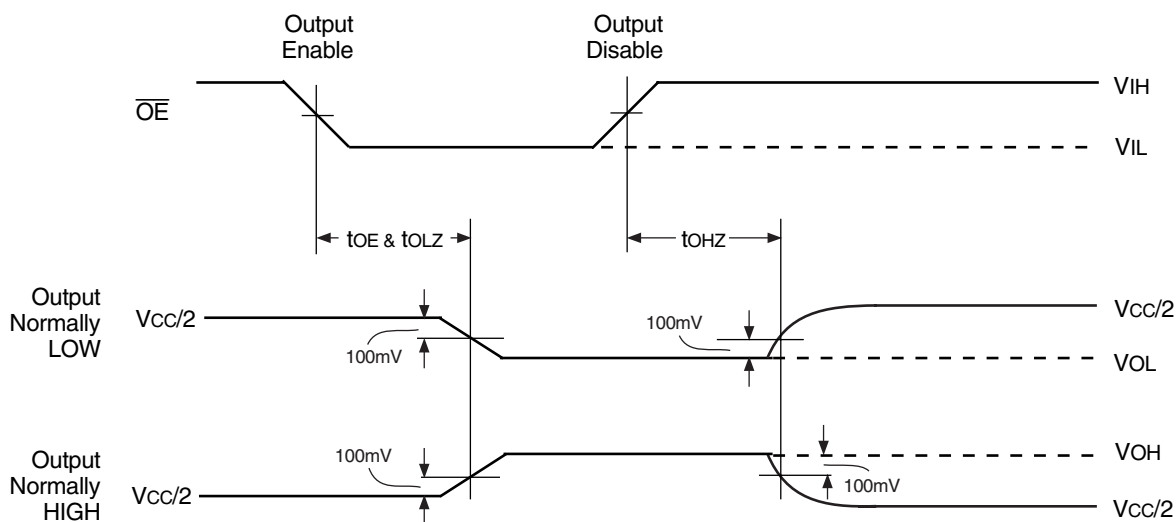 Output
Enable
Output
Disable
OE
VIH
VIL
tOE & tOLZ
tOHZ
Output
Normally
LOW
VCC/2
100mV
100mV
VCC/2
VOL
Output
Normally
HIGH
VCC/2
100mV
VOH
100mV
VCC/2